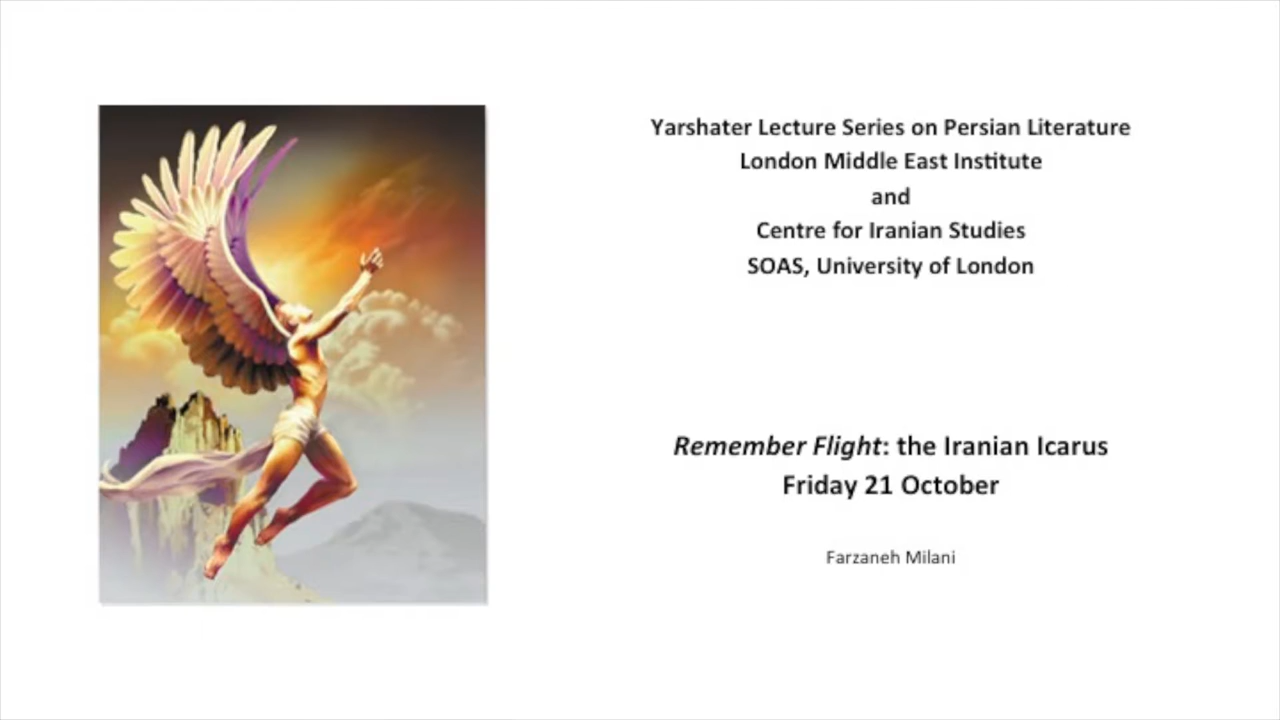 Yarshater Lecture Series on Persian Literature
London Middle East Institute
and
Centre for Iranian Studies
SOAS, University of London
Remember Flight: the Iranian Icarus
Friday 21 October
Farzaneh Milani